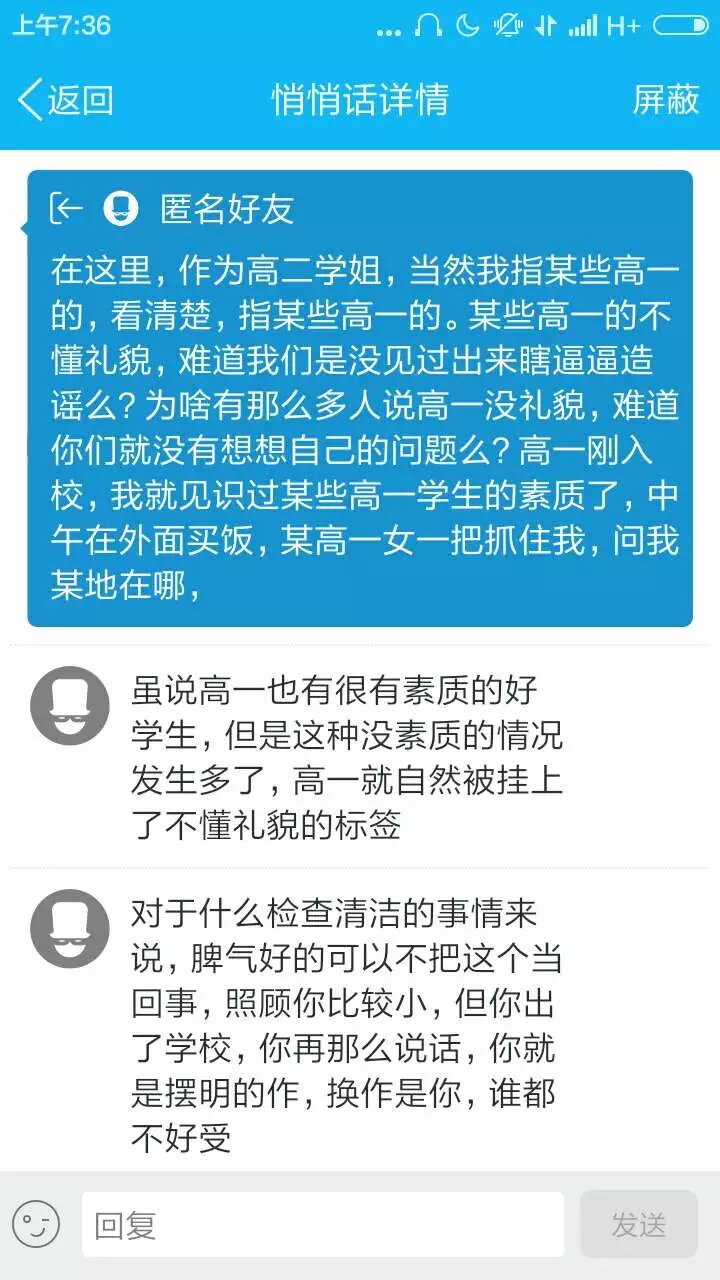 上午7:36
... H+
返回 悄悄话详情 屏蔽
匿名好友
在这里，作为高二学姐，当然我指某些高一
的，看清楚，指某些高一的。某些高一的不
懂礼貌，难道我们是没见过出来瞎逼逼造
谣么？为啥有那么多人说高一没礼貌，难道
你们就没有想想自己的问题么？高一刚入
校，我就见识过某些高一学生的素质了，中
午在外面买饭，某高一女一把抓住我，问我
某地在哪，
虽说高一也有很有素质的好
学生，但是这种没素质的情况
发生多了，高一就自然被挂上
了不懂礼貌的标签
对于什么检查清洁的事情来
说，脾气好的可以不把这个当
回事，照顾你比较小，但你出
了学校，你再那么说话，你就
是摆明的作，换作是你，谁都
不好受
回复 发送